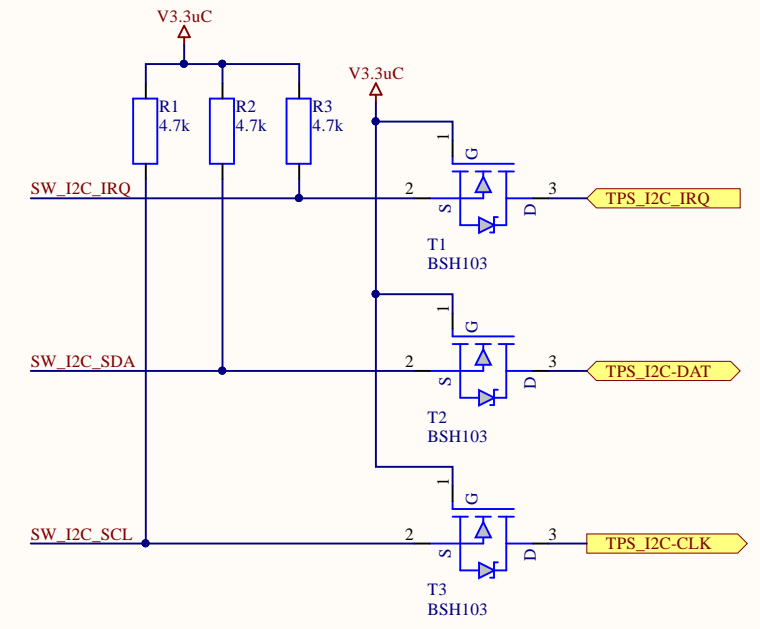 V3.3uC
V3.3uC
R1
4.7k
R2
4.7k
R3
4.7k
1
G
SW_I2C_IRQ
2
S
D
3
TPS_I2C_IRQ
T1
BSH103
1
G
SW_I2C_SDA
2
S
D
3
TPS_I2C-DAT
T2
BSH103
1
G
SW_I2C_SCL
2
S
D
3
TPS_I2C-CLK
T3
BSH103